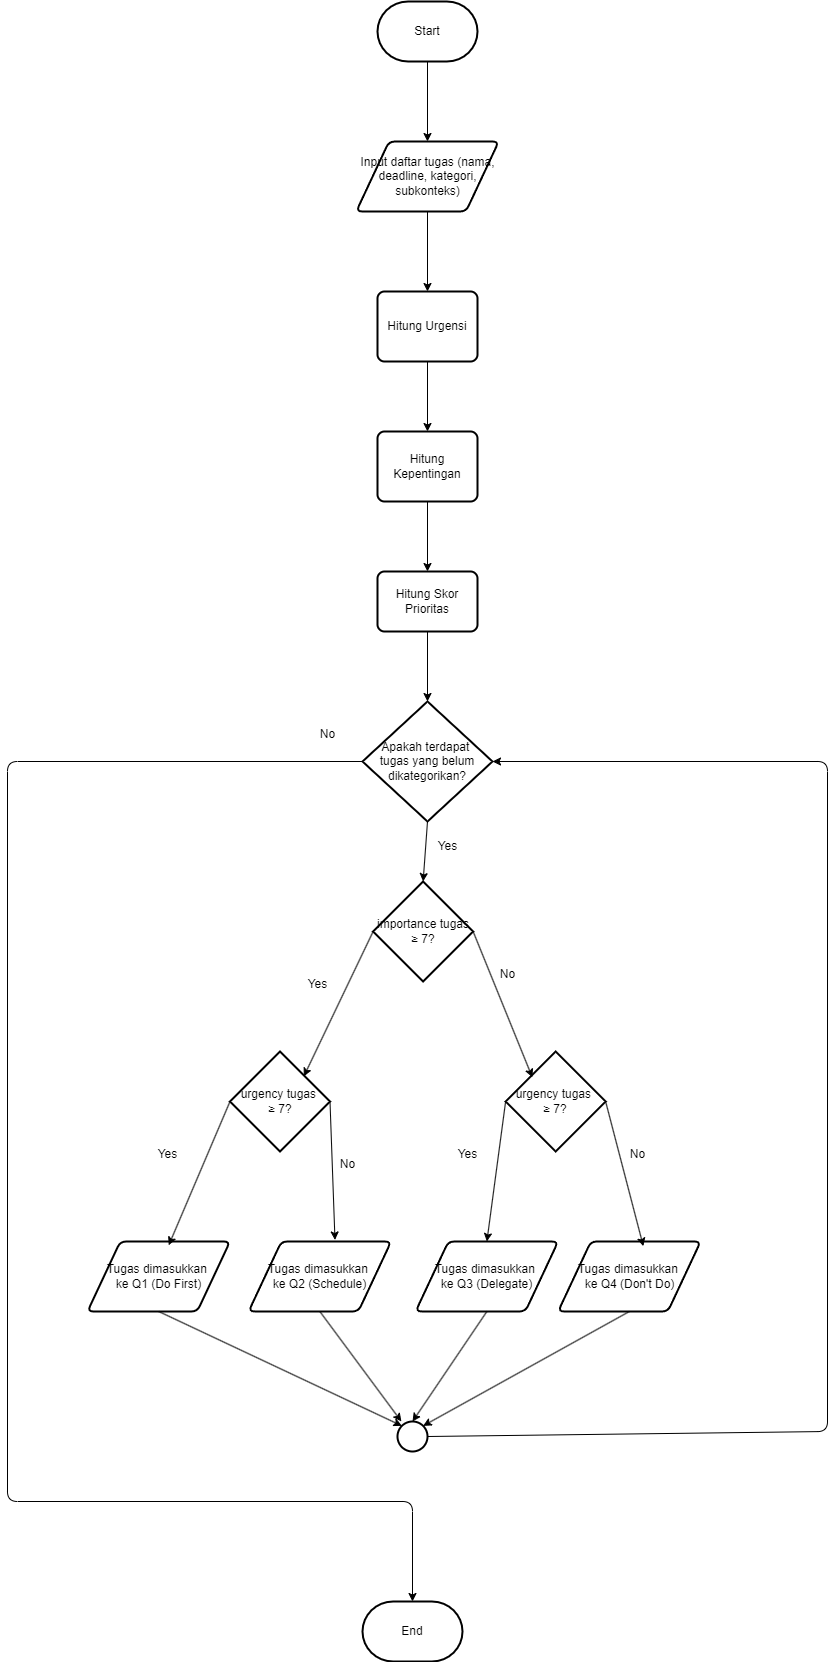 Start
Input daftar tugas (nama,
deadline, kategori,
subkonteks)
Hitung Urgensi
Hitung
Kepentingan
Hitung Skor
Prioritas
No
Apakah terdapat
tugas yang belum
dikategorikan?
Yes
importance tugas
≥ 7?
Yes
No
urgency tugas
≥ 7?
urgency tugas
≥ 7?
Yes
No
Yes
No
Tugas dimasukkan
ke Q1 (Do First)
Tugas dimasukkan
ke Q2 (Schedule)
Tugas dimasukkan
ke Q3 (Delegate)
Tugas dimasukkan
ke Q4 (Don't Do)
End